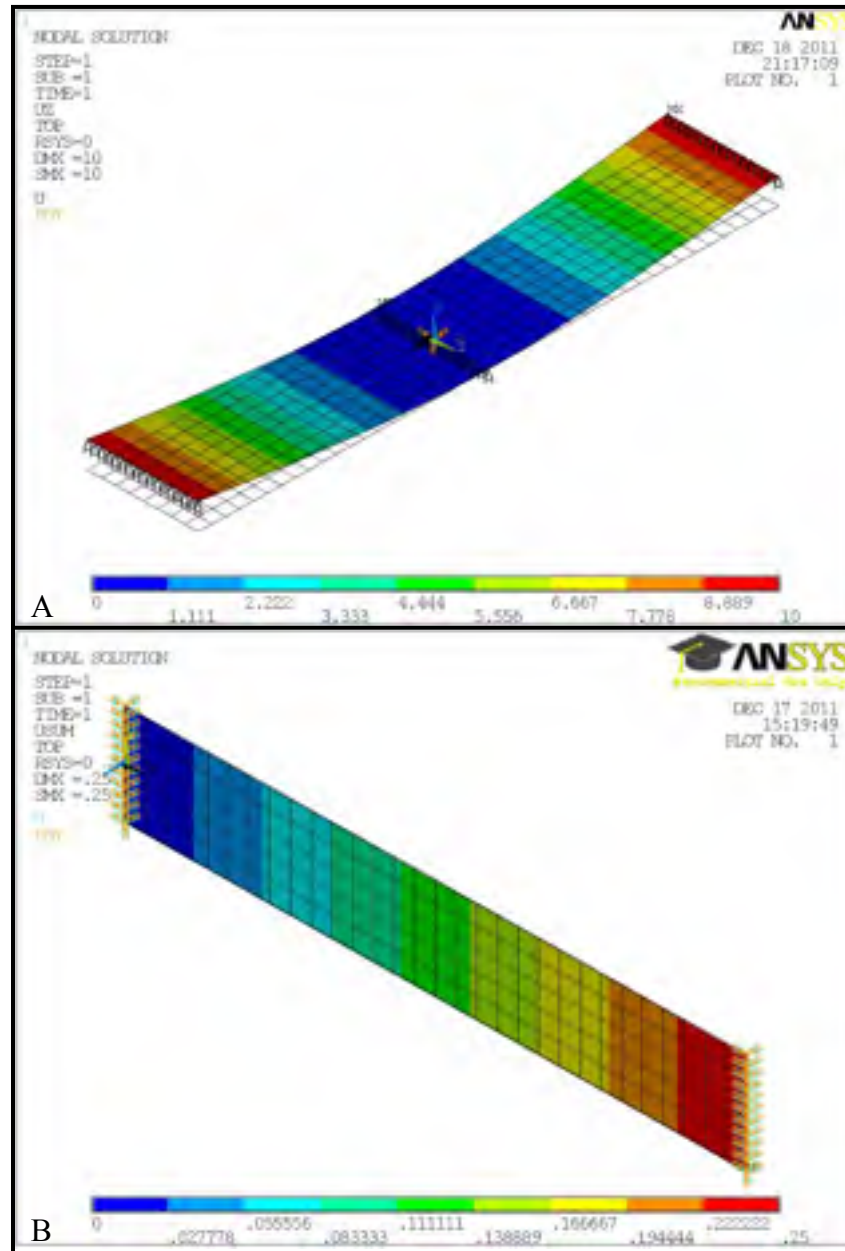 ANSYS
NODAL SOLUTION
DEC 18 2011
21:17:09
PLOT NO. 1
STEP=1
SUB =1
TIME=1
UZ
TOP
RSYS=0
DMX =10
SMX =10
U
MX
0 1.111 2.222 3.333 4.444 5.556 6.667 7.778 8.889 10
A
ANSYS
NODAL SOLUTION
DEC 17 2011
15:19:49
PLOT NO. 1
STEP=1
SUB =1
TIME=1
USUM
TOP
RSYS=0
DMX =.25
SMX =.25
0 .027778 .055556 .083333 .111111 .138889 .166667 .194444 .222222 .25
B